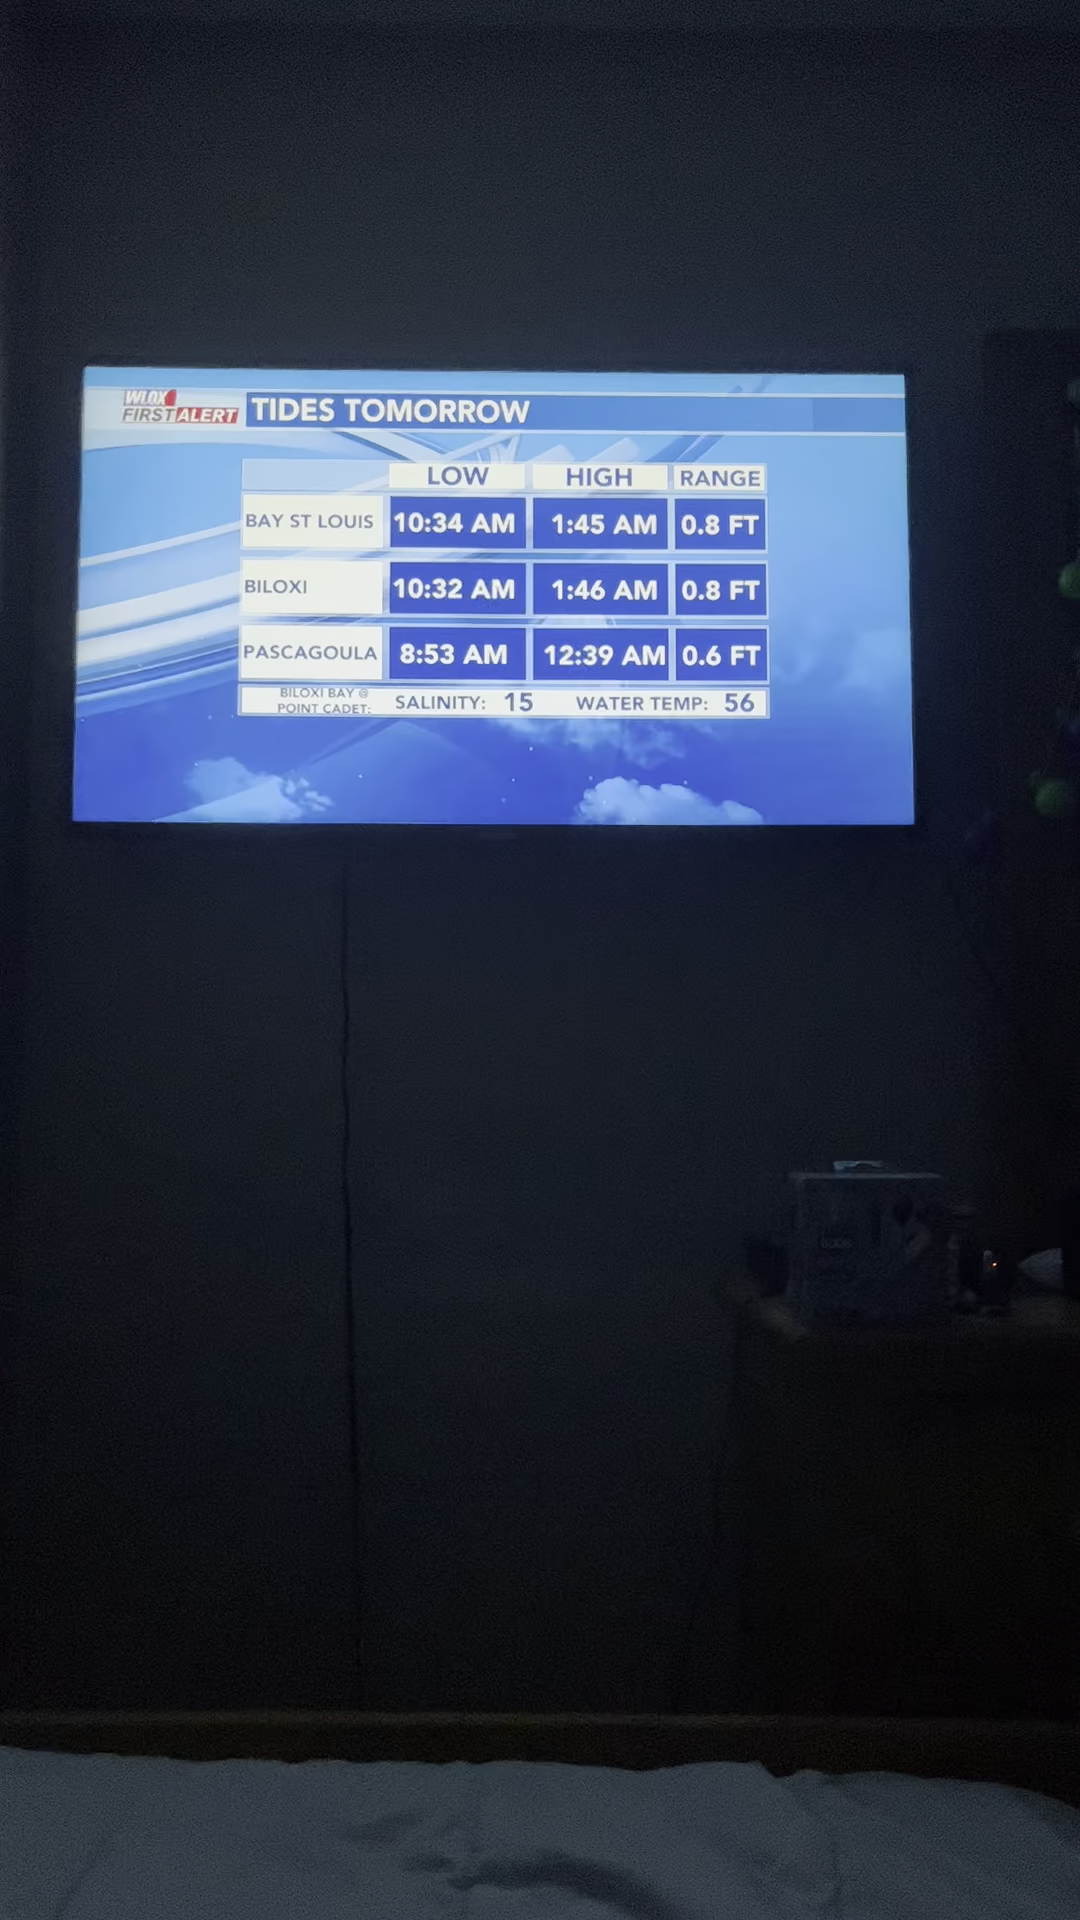 WLOX
FIRST ALERT
TIDES TOMORROW
LOW HIGH RANGE
BAY ST LOUIS 10:34 AM 1:45 AM 0.8 FT
BILOXI 10:32 AM 1:46 AM 0.8 FT
PASCAGOULA 8:53 AM 12:39 AM 0.6 FT
BILOXI BAY @
POINT CADET: SALINITY: 15 WATER TEMP: 56